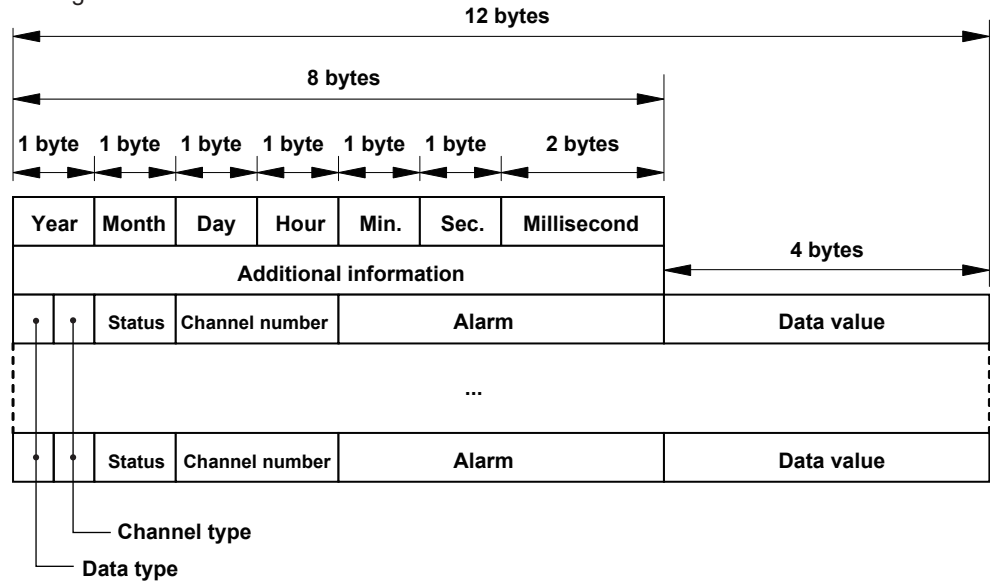 12 bytes
8 bytes
1 byte 1 byte 1 byte 1 byte 1 byte 1 byte 2 bytes
Year Month Day Hour Min. Sec. Millisecond
4 bytes
Additional information
Status Channel number Alarm Data value
...
Status Channel number Alarm Data value
Channel type
Data type